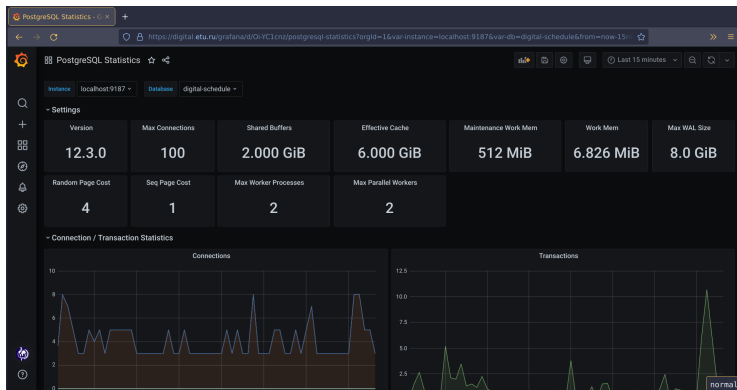 PostgreSQL Statistics - G ×
+
https://digital.etu.ru/grafana/d/Oi-YC1cnz/postgresql-statistics?orgId=1&var-instance=localhost:9187&var-db=digital-schedule&from=now-15m
PostgreSQL Statistics
Last 15 minutes
Instance localhost:9187 Database digital-schedule
Settings
Version Max Connections Shared Buffers Effective Cache Maintenance Work Mem Work Mem Max WAL Size
12.3.0 100 2.000 GiB 6.000 GiB 512 MiB 6.826 MiB 8.0 GiB
Random Page Cost Seq Page Cost Max Worker Processes Max Parallel Workers
4 1 2 2
Connection / Transaction Statistics
Connections Transactions
10
8
6
4
2
0
12.5
10.0
7.5
5.0
2.5
normal